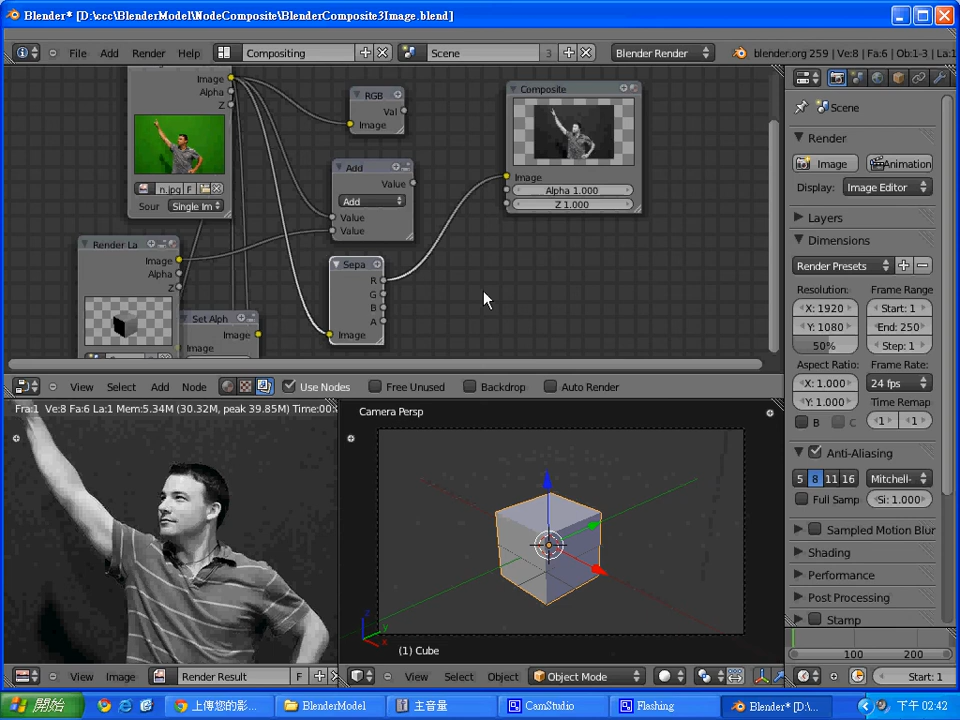 Blender* [D:\ccc\BlenderModel\NodeComposite\BlenderComposite3Image.blend]
File Add Render Help Compositing Scene 3 Blender Render blender.org 259 | Ve:8 | Fa:6 | Ob:1-3 | La:1
Image
Alpha
Z
n.jpg F
Sour Single Im
RGB
Val
Image
Add
Value
Add
Value
Value
Composite
Image
Alpha 1.000
Z 1.000
Render La
Image
Alpha
Z
Set Alph
Image
Image
Sepa
R
G
B
A
Image
View Select Add Node Use Nodes Free Unused Backdrop Auto Render
Fra:1 Ve:8 Fa:6 La:1 Mem:5.34M (30.32M, peak 39.85M) Time:00:
View Image Render Result F
Camera Persp
z
y
x
(1) Cube
View Select Object Object Mode
Scene
Render
Image Animation
Display: Image Editor
Layers
Dimensions
Render Presets
Resolution: Frame Range
X: 1920 Start: 1
Y: 1080 End: 250
50% Step: 1
Aspect Ratio: Frame Rate:
X: 1.000 24 fps
Y: 1.000 Time Remap
B C 1 1
Anti-Aliasing
5 8 11 16 Mitchell-
Full Samp Si: 1.000
Sampled Motion Blur
Shading
Performance
Post Processing
Stamp
100 200
Start: 1
開始 上傳您的影... BlenderModel 主音量 CamStudio Flashing Blender* [D:\... 下午 02:42